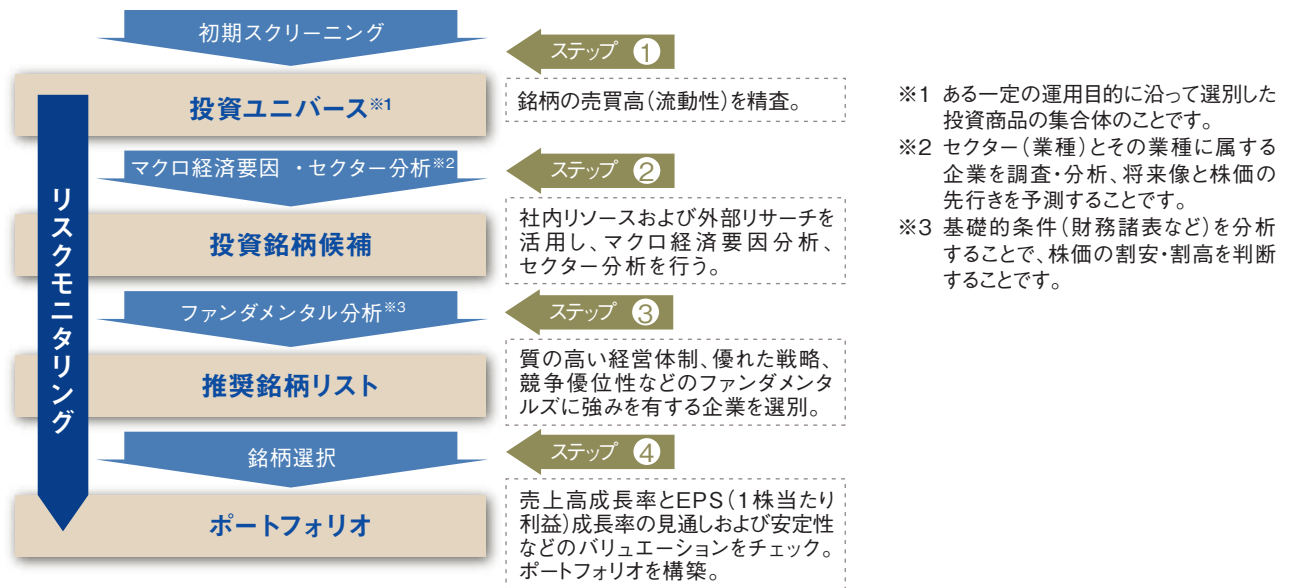 初期スクリーニング
ステップ ①
投資ユニバース※1
銘柄の売買高（流動性）を精査。
マクロ経済要因 ・セクター分析※2
ステップ ②
投資銘柄候補
社内リソースおよび外部リサーチを
活用し、マクロ経済要因分析、
セクター分析を行う。
ファンダメンタル分析※3
ステップ ③
推奨銘柄リスト
質の高い経営体制、優れた戦略、
競争優位性などのファンダメンタ
ルズに強みを有する企業を選別。
銘柄選択
ステップ ④
ポートフォリオ
売上高成長率とEPS（1株当たり
利益）成長率の見通しおよび安定性
などのバリュエーションをチェック。
ポートフォリオを構築。
リスクモニタリング
※1 ある一定の運用目的に沿って選別した
投資商品の集合体のことです。
※2 セクター（業種）とその業種に属する
企業を調査・分析、将来像と株価の
先行きを予測することです。
※3 基礎的条件（財務諸表など）を分析
することで、株価の割安・割高を判断
することです。